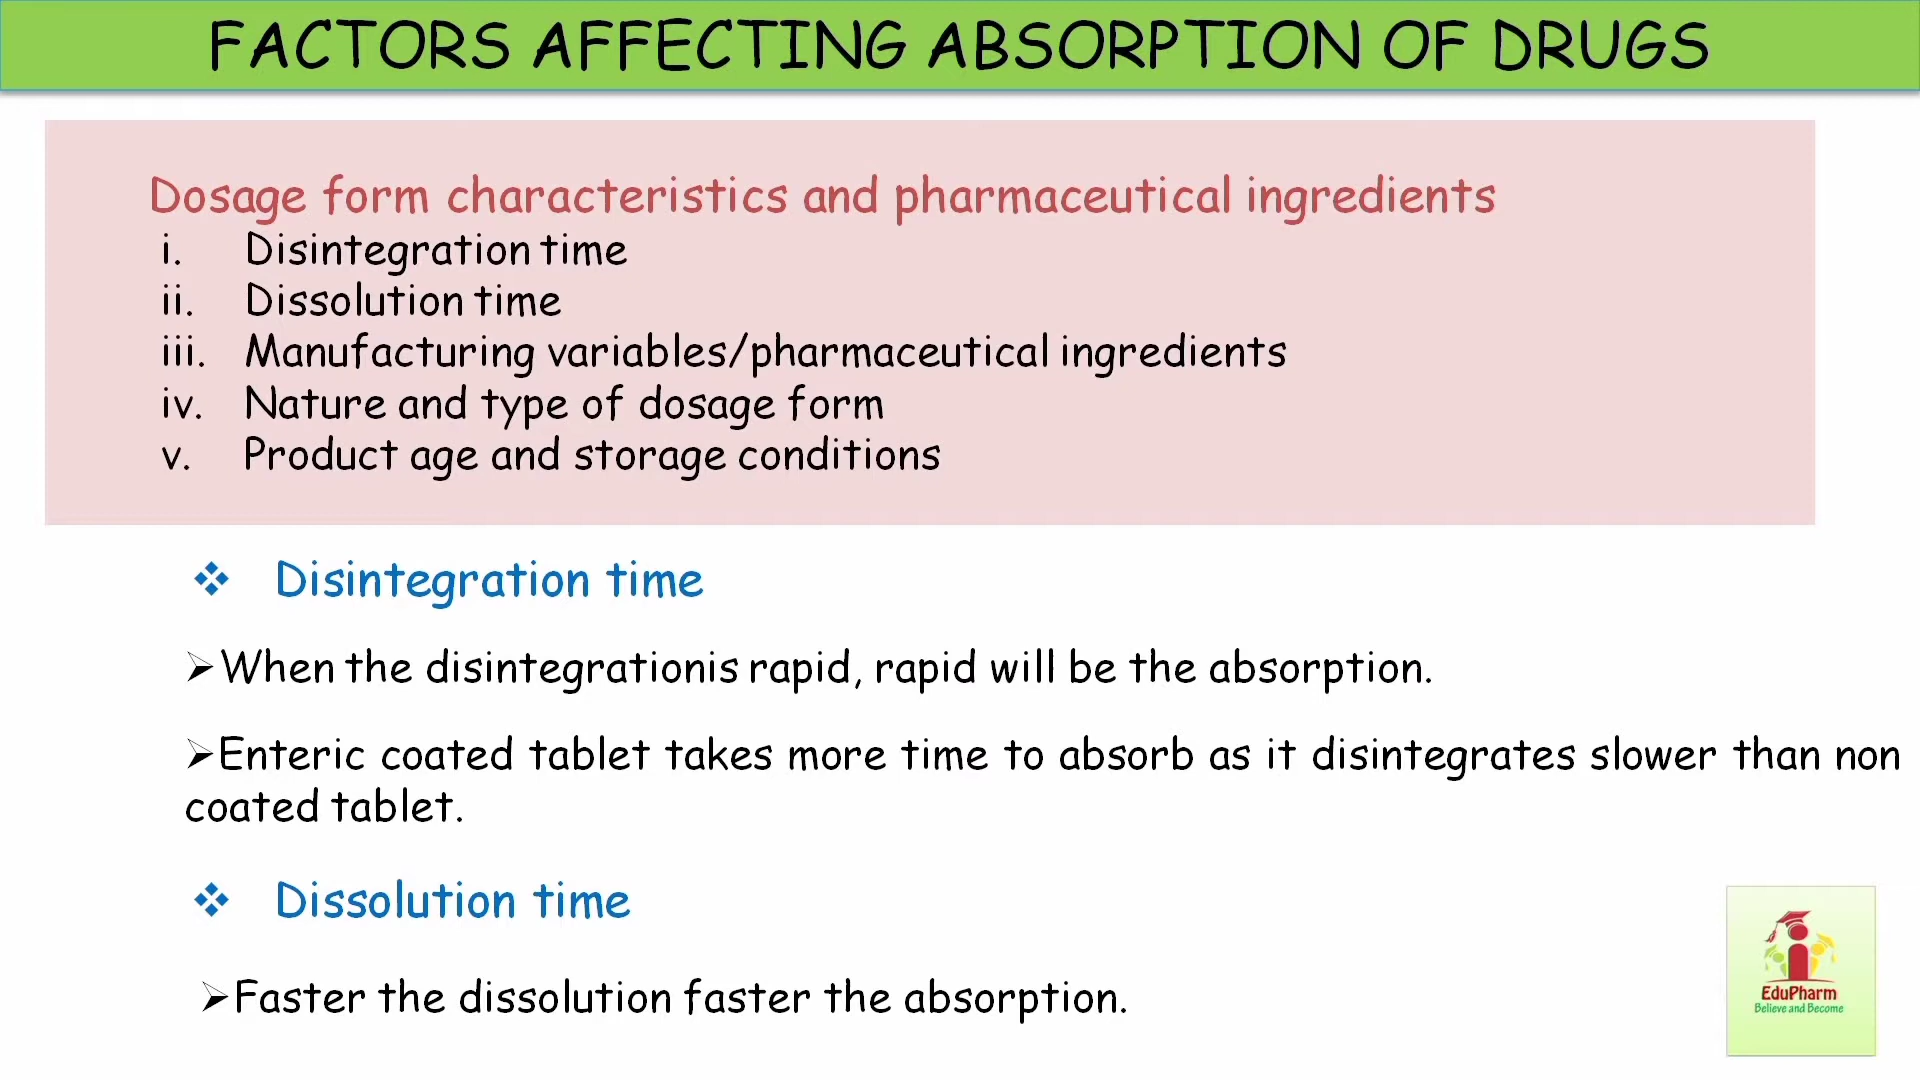 FACTORS AFFECTING ABSORPTION OF DRUGS
Dosage form characteristics and pharmaceutical ingredients
i. Disintegration time
ii. Dissolution time
iii. Manufacturing variables/pharmaceutical ingredients
iv. Nature and type of dosage form
v. Product age and storage conditions
❖ Disintegration time
➢When the disintegrationis rapid, rapid will be the absorption.
➢Enteric coated tablet takes more time to absorb as it disintegrates slower than non
coated tablet.
❖ Dissolution time
➢Faster the dissolution faster the absorption.
EduPharm
Believe and Become